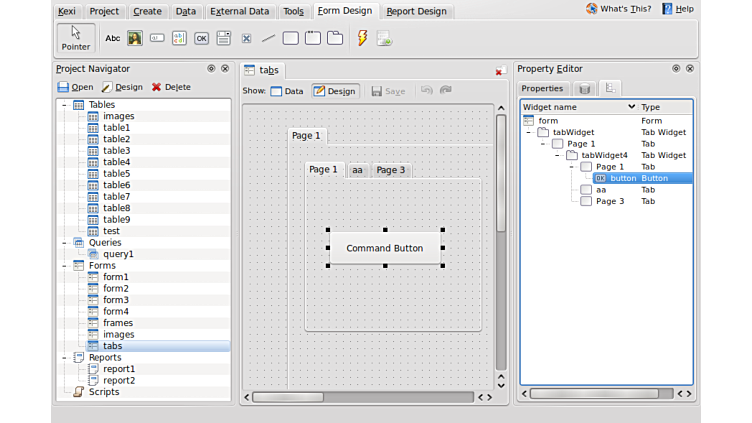 Kexi Project Create Data External Data Tools Form Design Report Design What's This? Help
Pointer Abc OK
Project Navigator
Open Design Delete
Tables
images
table1
table2
table3
table4
table5
table6
table7
table8
table9
test
Queries
query1
Forms
form1
form2
form3
form4
frames
images
tabs
Reports
report1
report2
Scripts
tabs
Show: Data Design Save
Page 1
Page 1 aa Page 3
Command Button
Property Editor
Properties
Widget name Type
form Form
tabWidget Tab Widget
Page 1 Tab
tabWidget4 Tab Widget
Page 1 Tab
OK button Button
aa Tab
Page 3 Tab